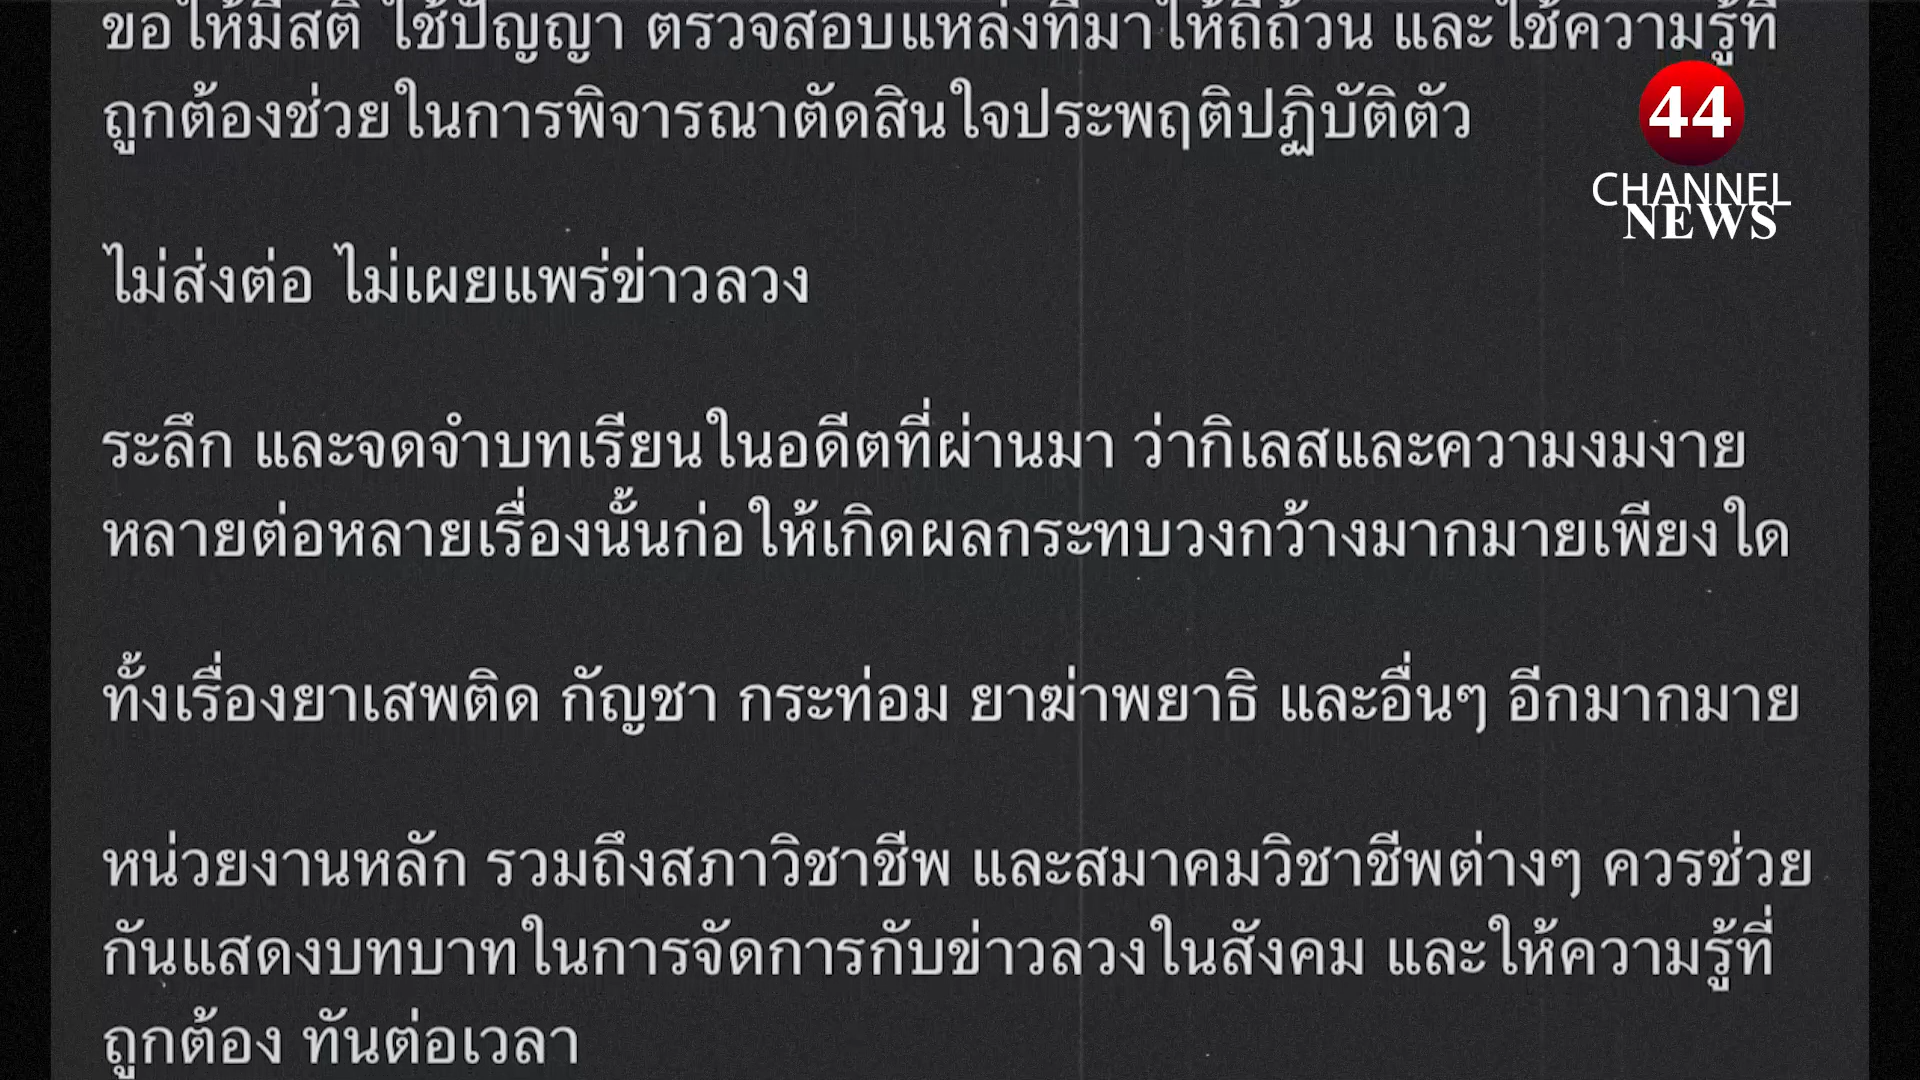 ขอให้มีสติ ใช้ปัญญา ตรวจสอบแหล่งที่มาให้ถี่ถ้วน และใช้ความรู้ที่
ถูกต้องช่วยในการพิจารณาตัดสินใจประพฤติปฏิบัติตัว
44
CHANNEL
NEWS
ไม่ส่งต่อ ไม่เผยแพร่ข่าวลวง
ระลึก และจดจำบทเรียนในอดีตที่ผ่านมา ว่ากิเลสและความงมงาย
หลายต่อหลายเรื่องนั้นก่อให้เกิดผลกระทบวงกว้างมากมายเพียงใด
ทั้งเรื่องยาเสพติด กัญชา กระท่อม ยาฆ่าพยาธิ และอื่นๆ อีกมากมาย
หน่วยงานหลัก รวมถึงสภาวิชาชีพ และสมาคมวิชาชีพต่างๆ ควรช่วย
กันแสดงบทบาทในการจัดการกับข่าวลวงในสังคม และให้ความรู้ที่
ถูกต้อง ทันต่อเวลา